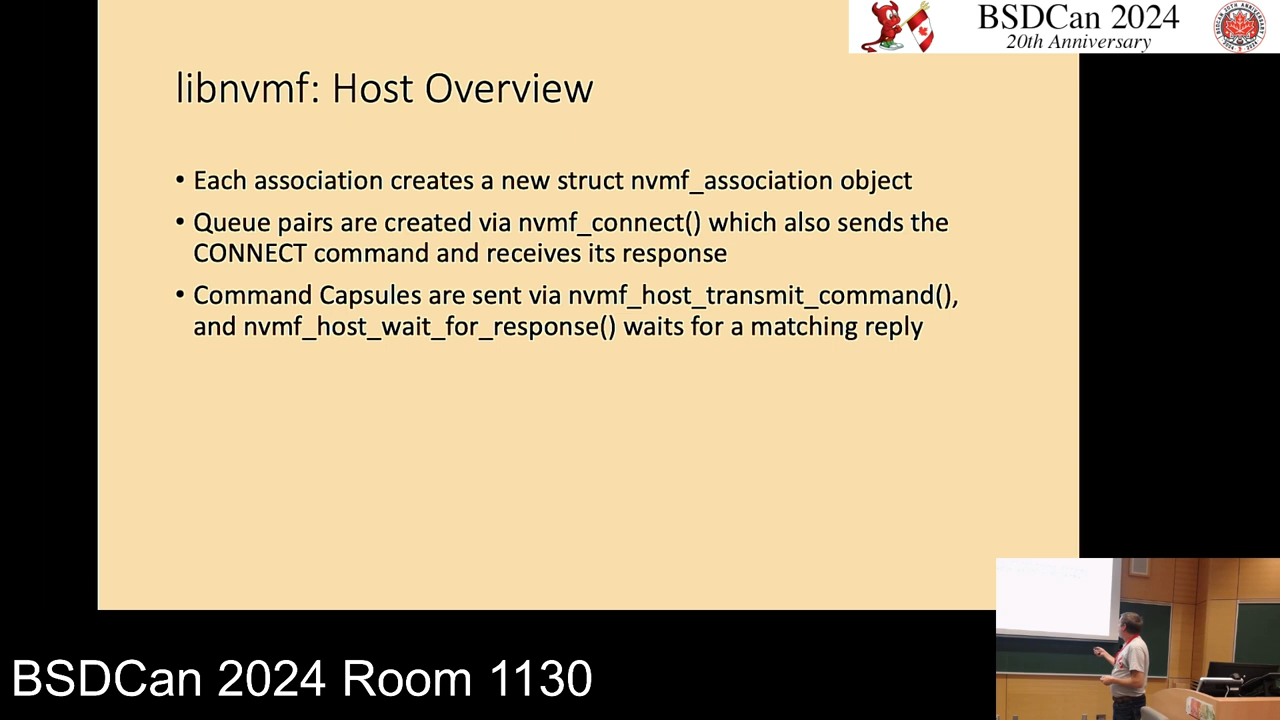 BSDCan 2024
20th Anniversary
libnvmf: Host Overview
• Each association creates a new struct nvmf_association object
• Queue pairs are created via nvmf_connect() which also sends the
CONNECT command and receives its response
• Command Capsules are sent via nvmf_host_transmit_command(),
and nvmf_host_wait_for_response() waits for a matching reply
BSDCan 2024 Room 1130